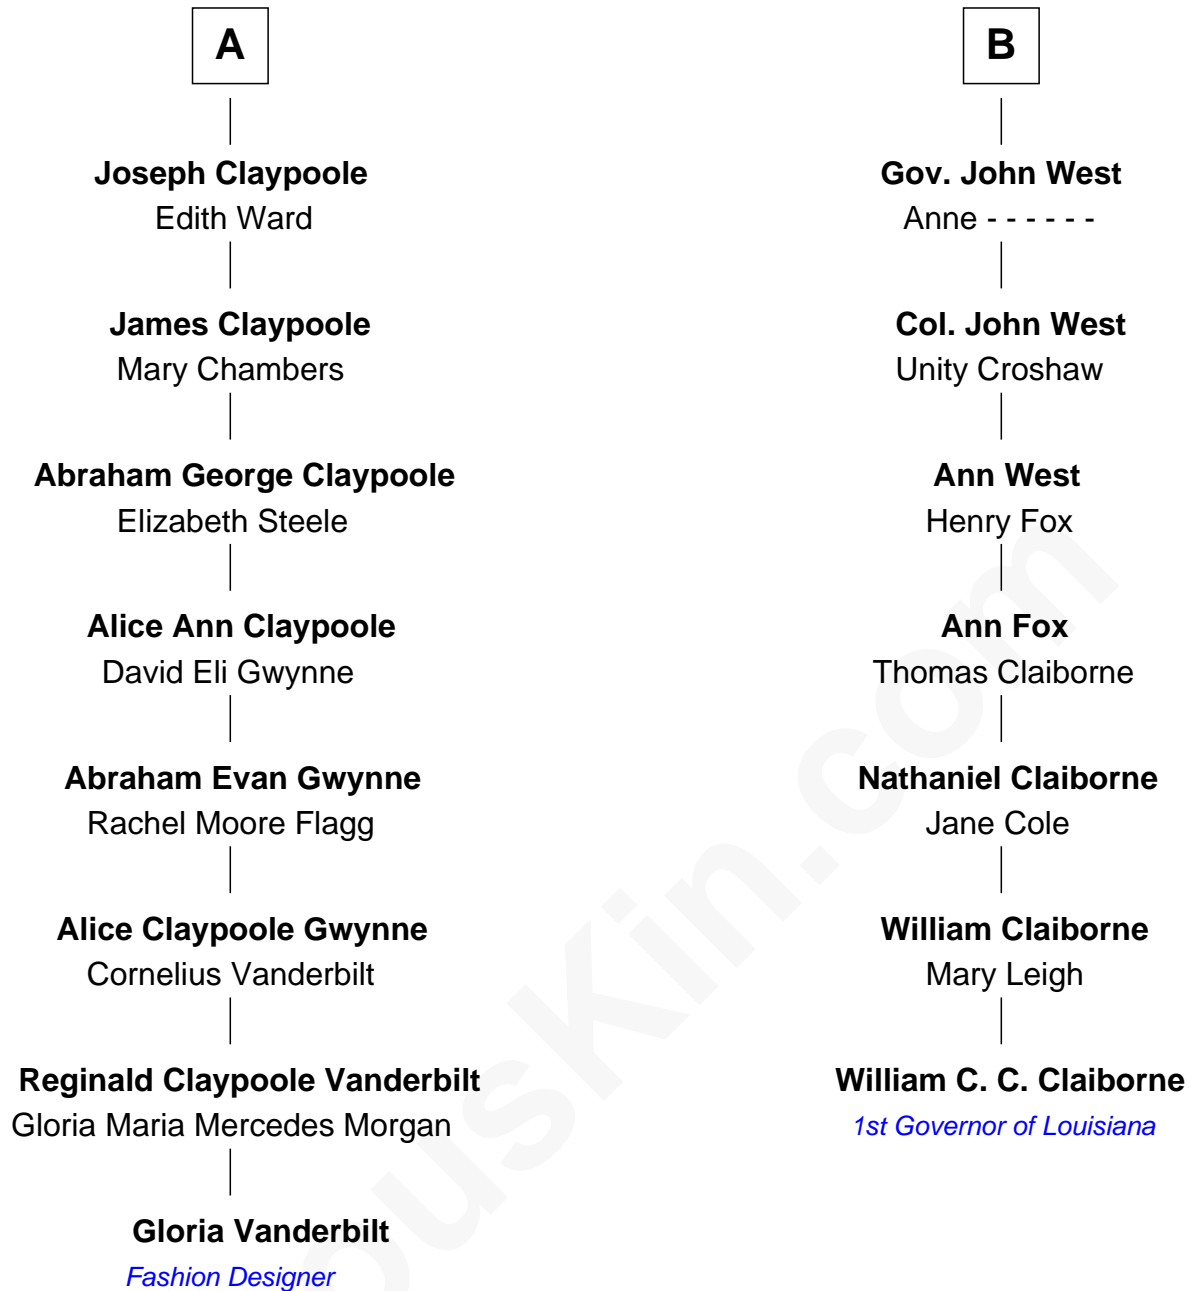 A
Joseph Claypoole
Edith Ward
James Claypoole
Mary Chambers
Abraham George Claypoole
Elizabeth Steele
Alice Ann Claypoole
David Eli Gwynne
Abraham Evan Gwynne
Rachel Moore Flagg
Alice Claypoole Gwynne
Cornelius Vanderbilt
Reginald Claypoole Vanderbilt
Gloria Maria Mercedes Morgan
Gloria Vanderbilt
Fashion Designer
B
Gov. John West
Anne - - - - - -
Col. John West
Unity Croshaw
Ann West
Henry Fox
Ann Fox
Thomas Claiborne
Nathaniel Claiborne
Jane Cole
William Claiborne
Mary Leigh
William C. C. Claiborne
1st Governor of Louisiana
ousKin.com